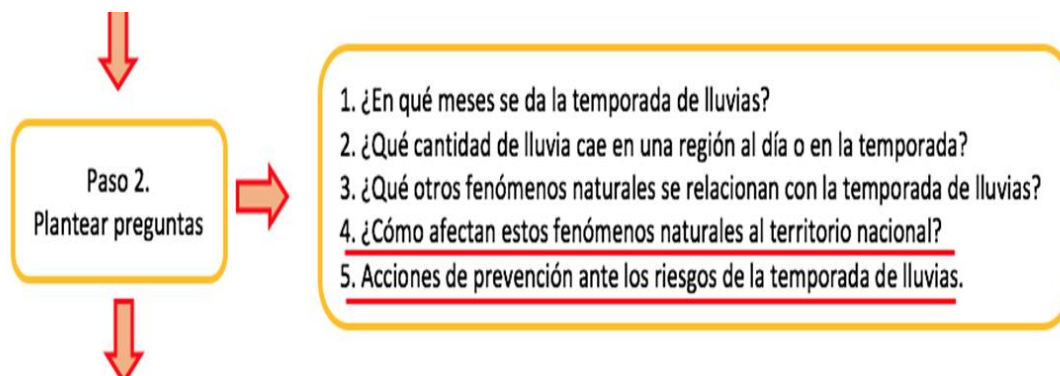 Paso 2.
Plantear preguntas
1. ¿En qué meses se da la temporada de lluvias?
2. ¿Qué cantidad de lluvia cae en una región al día o en la temporada?
3. ¿Qué otros fenómenos naturales se relacionan con la temporada de lluvias?
4. ¿Cómo afectan estos fenómenos naturales al territorio nacional?
5. Acciones de prevención ante los riesgos de la temporada de lluvias.